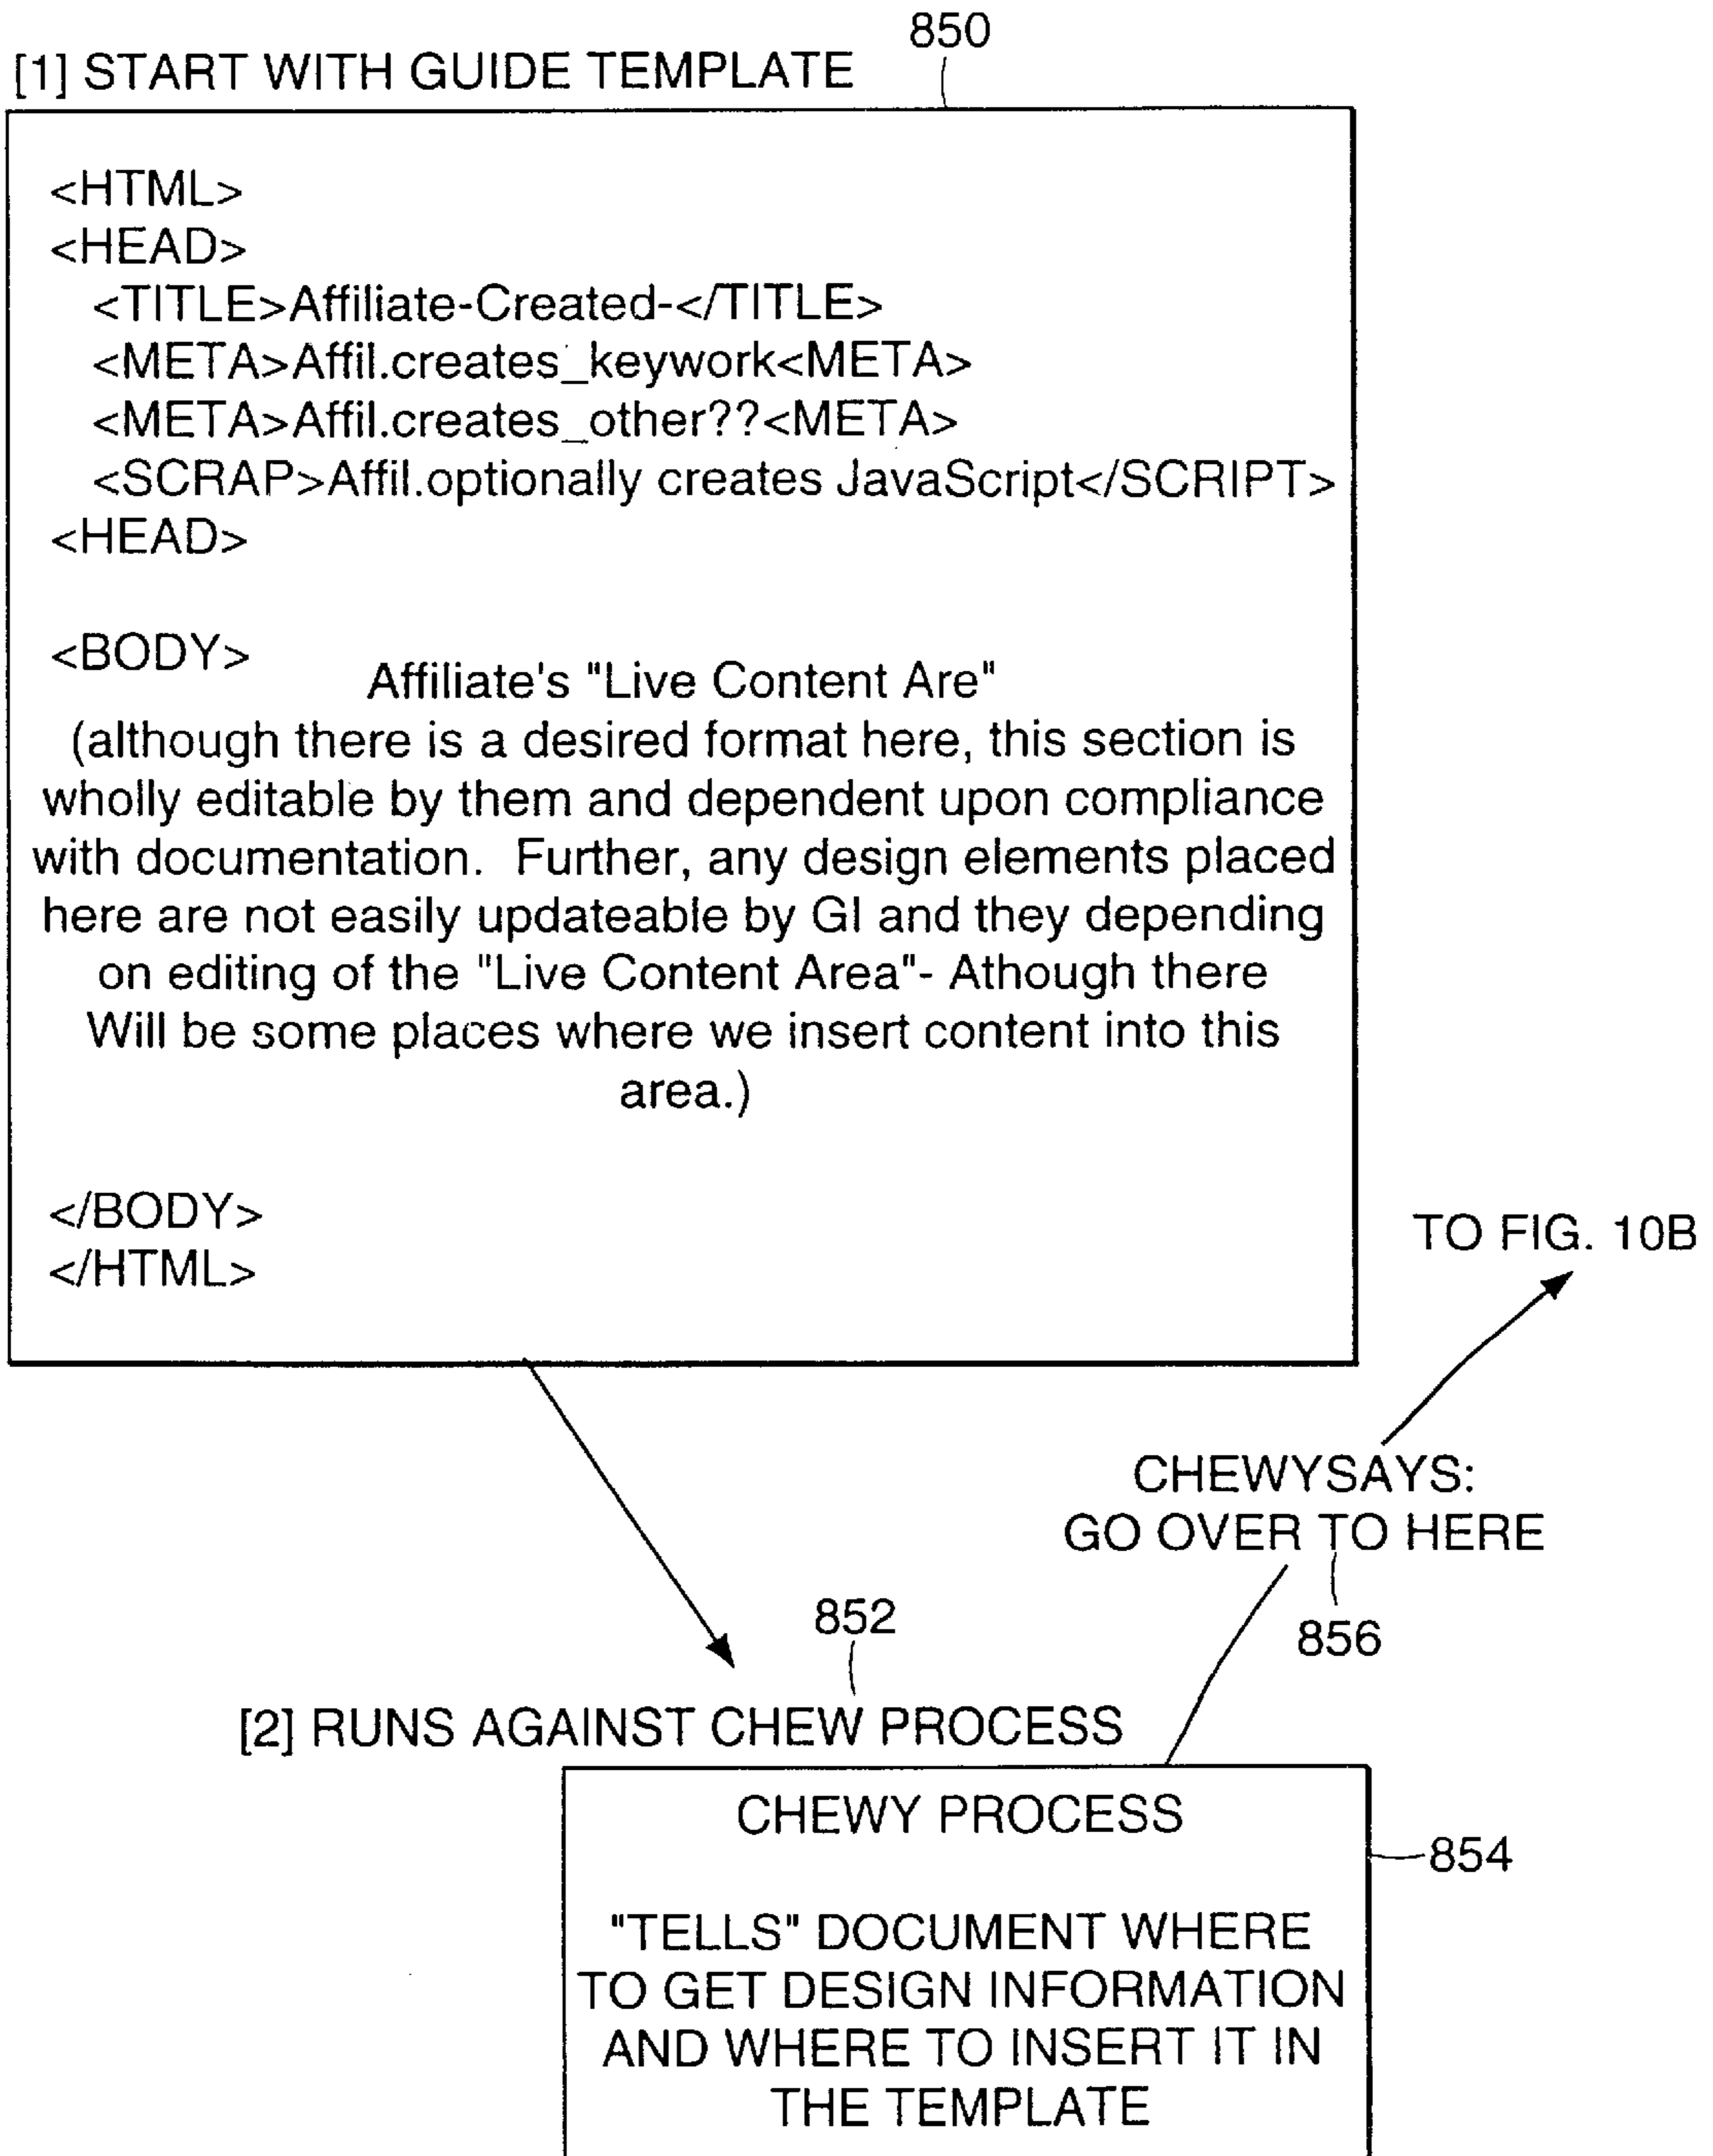 850
[1] START WITH GUIDE TEMPLATE
<HTML>
<HEAD>
<TITLE>Affiliate-Created-</TITLE>
<META>Affil.creates_keywork<META>
<META>Affil.creates_other??<META>
<SCRAP>Affil.optionally creates JavaScript</SCRIPT>
<HEAD>
<BODY>
Affiliate's "Live Content Are"
(although there is a desired format here, this section is
wholly editable by them and dependent upon compliance
with documentation. Further, any design elements placed
here are not easily updateable by GI and they depending
on editing of the "Live Content Area"- Athough there
Will be some places where we insert content into this
area.)
</BODY>
</HTML>
TO FIG. 10B
CHEWYSAYS:
GO OVER TO HERE
856
852
[2] RUNS AGAINST CHEW PROCESS
CHEWY PROCESS
854
"TELLS" DOCUMENT WHERE
TO GET DESIGN INFORMATION
AND WHERE TO INSERT IT IN
THE TEMPLATE